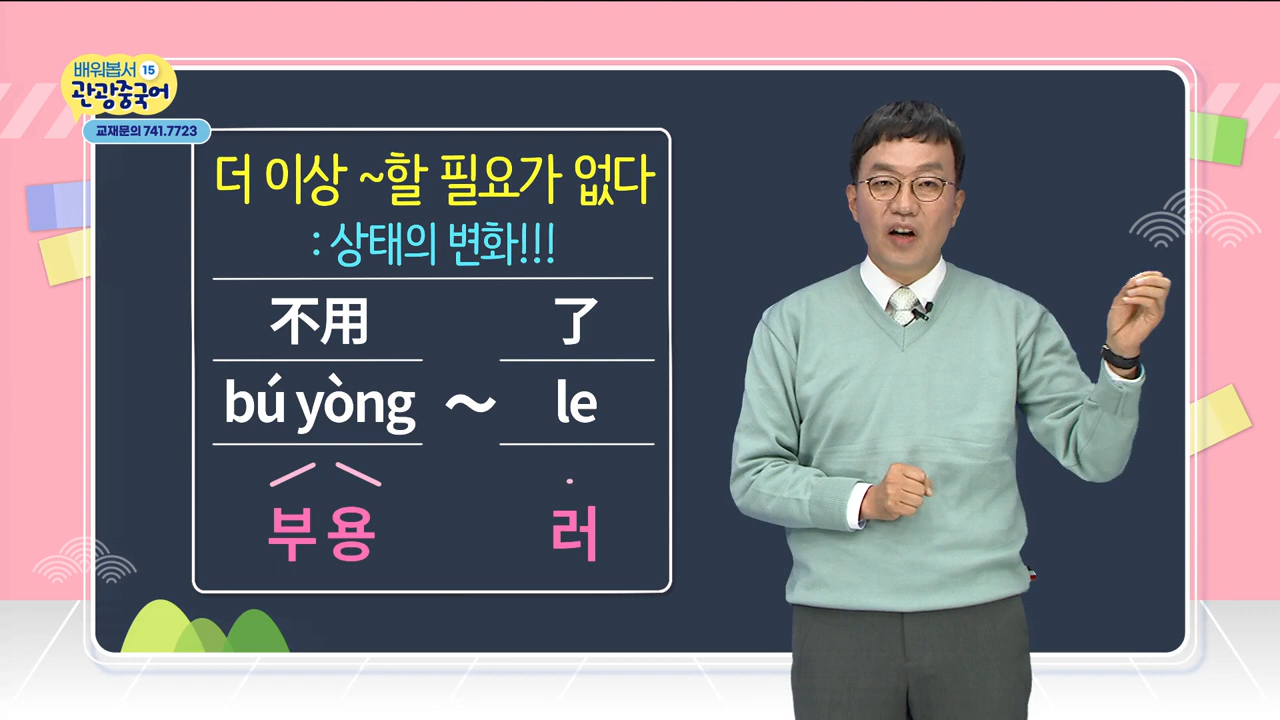 배워봅서 15
관광중국어
교재문의 741.7723
더 이상 ~할 필요가 없다
: 상태의 변화!!!
不用 了
bú yòng ~ le
부용 러